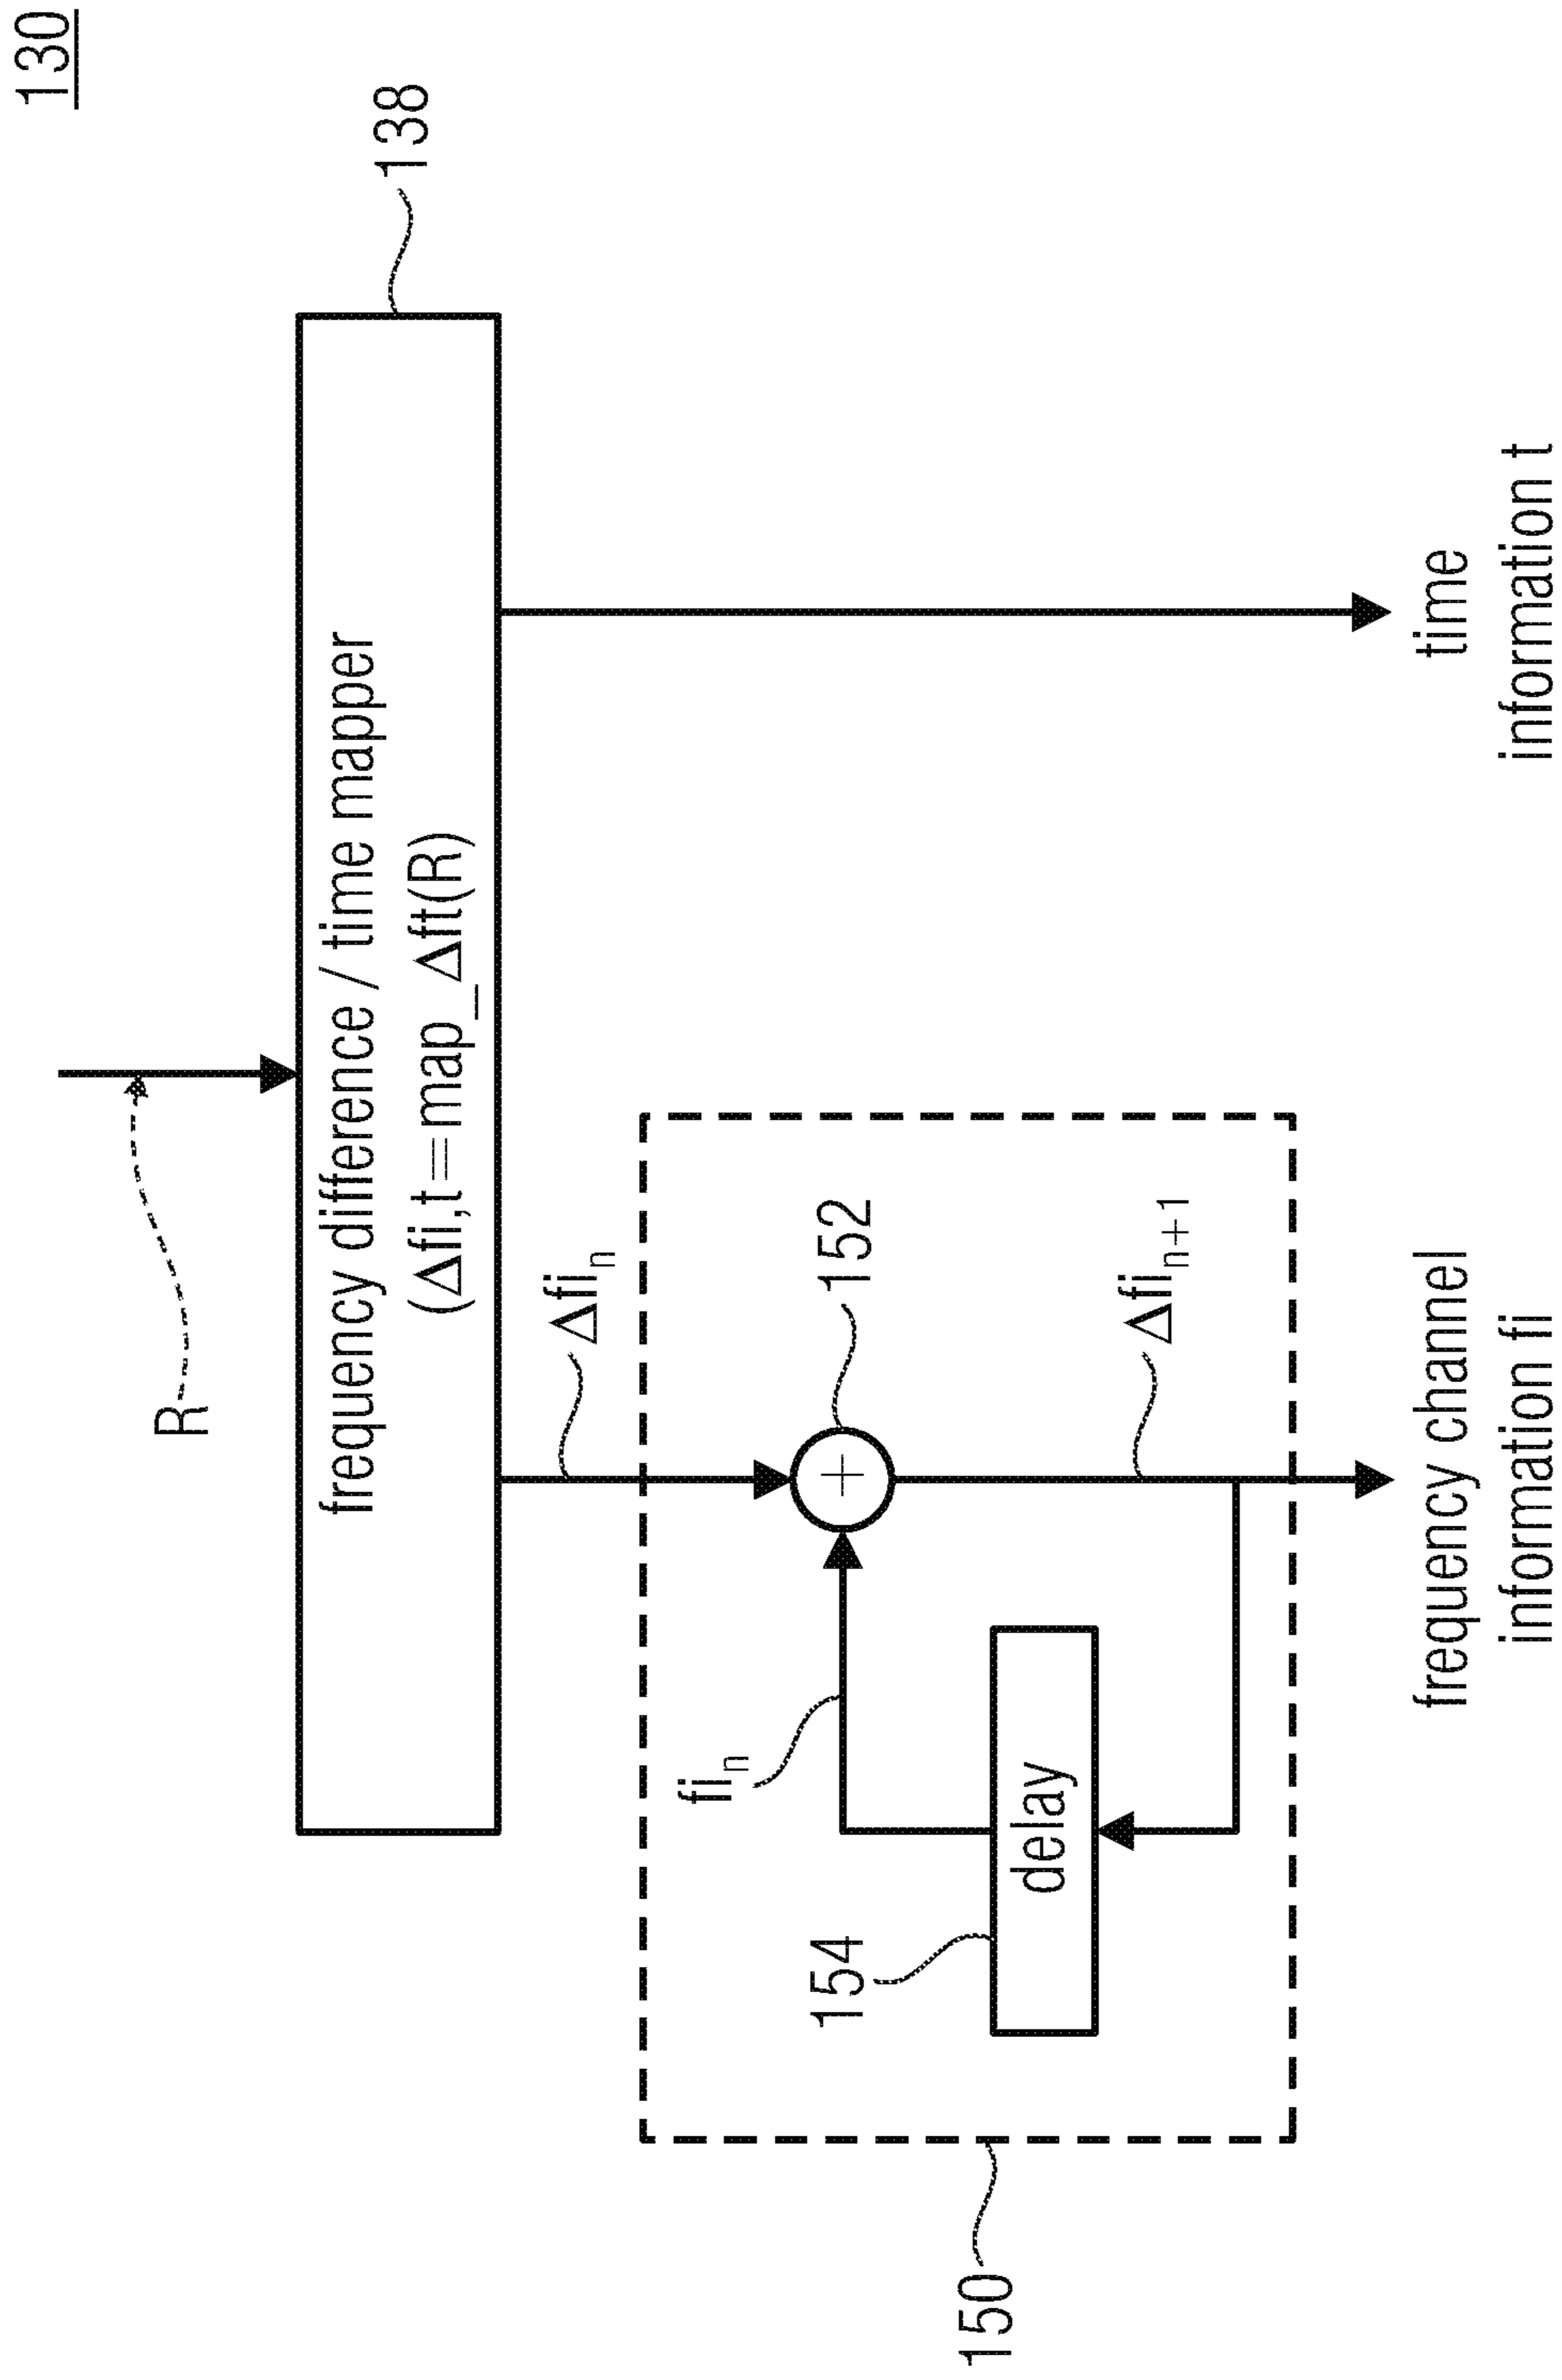 130
R
138
frequency difference / time mapper
(Δfi,t=map_Δft(R)
Δfiₙ
fiₙ
152
154
delay
Δfiₙ₊₁
150
frequency channel
information fi
time
information t